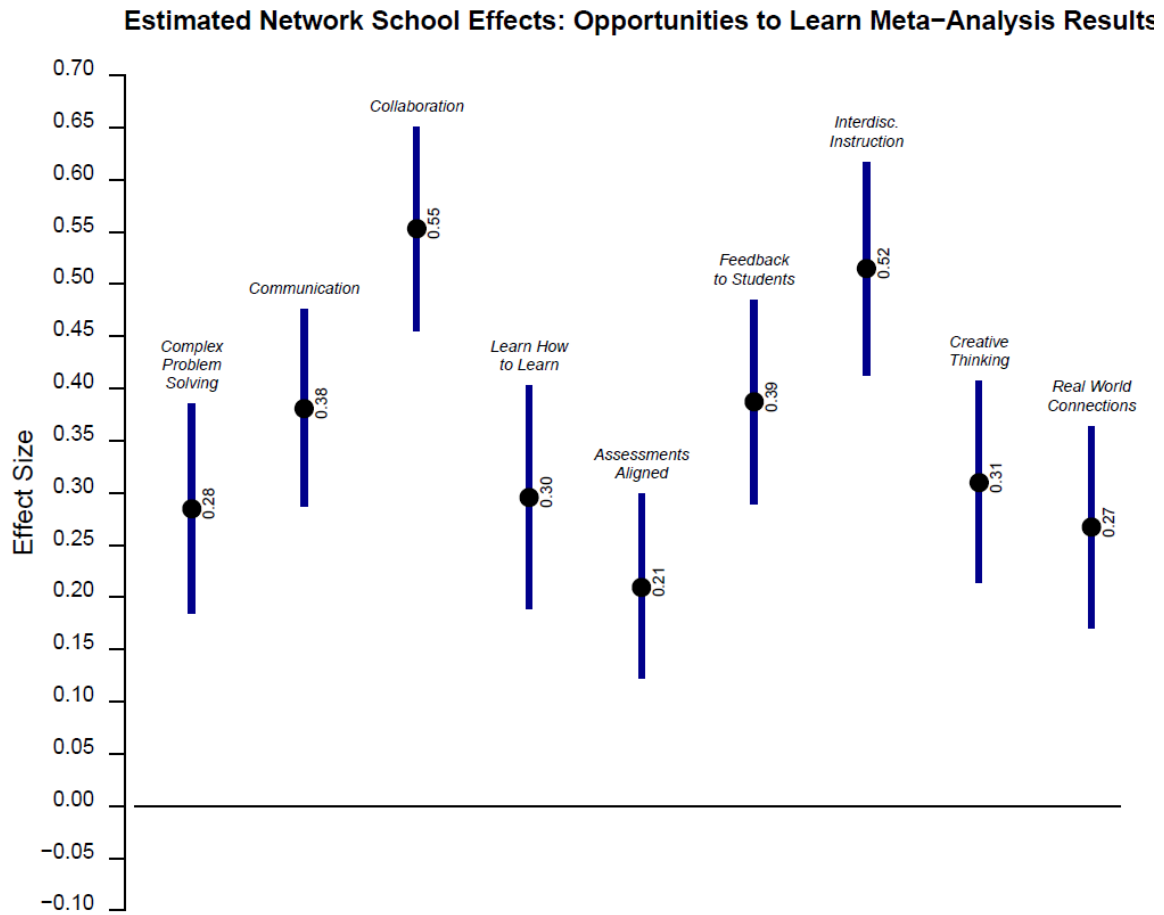 Estimated Network School Effects: Opportunities to Learn Meta−Analysis Results
Effect Size
0.70
0.65
0.60
0.55
0.50
0.45
0.40
0.35
0.30
0.25
0.20
0.15
0.10
0.05
0.00
−0.05
−0.10
Complex
Problem
Solving
0.28
Communication
0.38
Collaboration
0.55
Learn How
to Learn
0.30
Assessments
Aligned
0.21
Feedback
to Students
0.39
Interdisc.
Instruction
0.52
Creative
Thinking
0.31
Real World
Connections
0.27